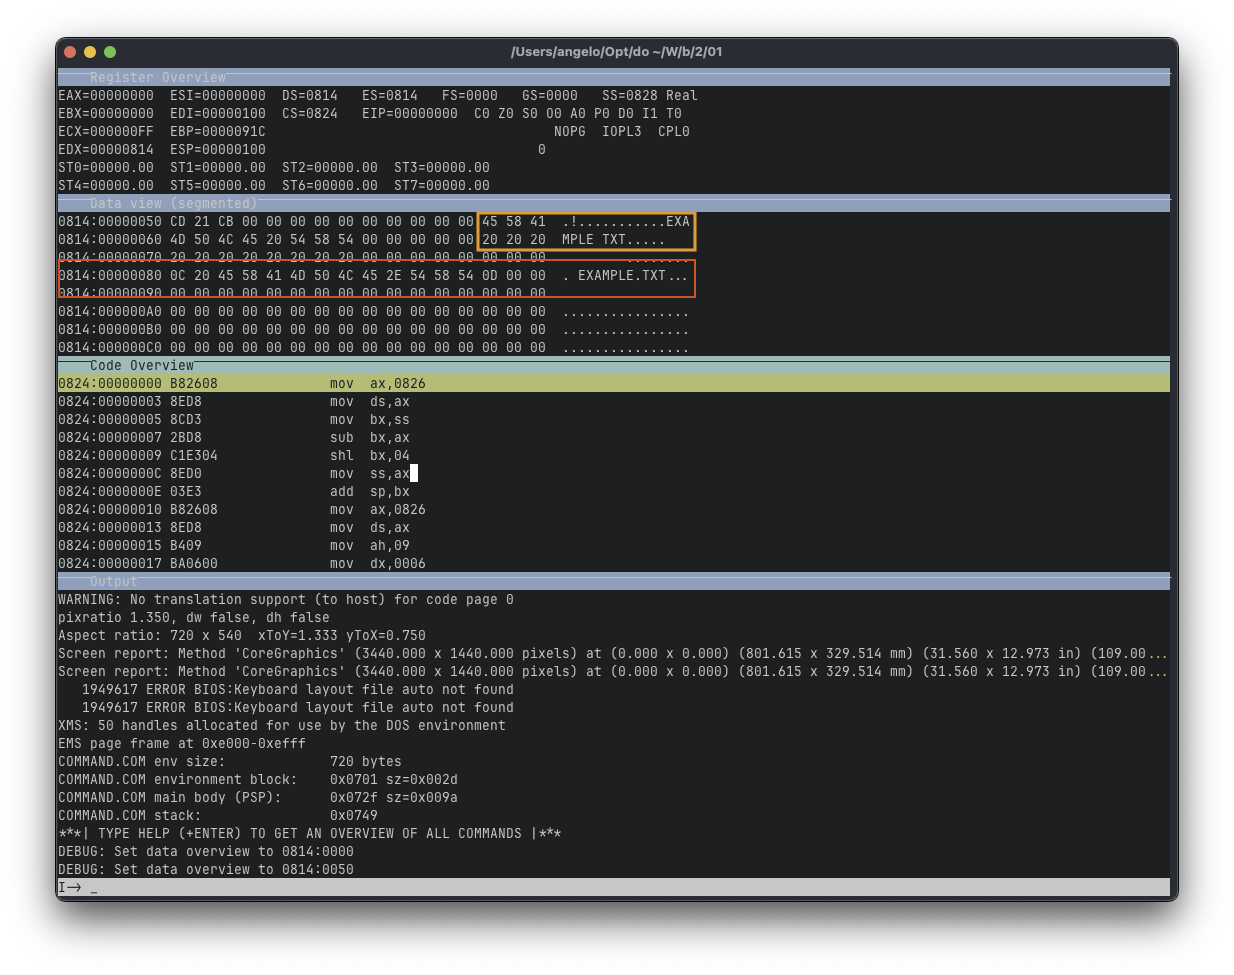 /Users/angelo/Opt/do ~/W/b/2/01
Register Overview
EAX=00000000 ESI=00000000 DS=0814 ES=0814 FS=0000 GS=0000 SS=0828 Real
EBX=00000000 EDI=00000100 CS=0824 EIP=00000000 C0 Z0 S0 O0 A0 P0 D0 I1 T0
ECX=000000FF EBP=0000091C NOPG IOPL3 CPL0
EDX=00000814 ESP=00000100 0
ST0=00000.00 ST1=00000.00 ST2=00000.00 ST3=00000.00
ST4=00000.00 ST5=00000.00 ST6=00000.00 ST7=00000.00
Data view (segmented)
0814:00000050 CD 21 CB 00 00 00 00 00 00 00 00 00 00 45 58 41 .!...........EXA
0814:00000060 4D 50 4C 45 20 54 58 54 00 00 00 00 00 20 20 20 MPLE TXT.....
0814:00000070 20 20 20 20 20 20 20 20 00 00 00 00 00 00 00 00 ........
0814:00000080 0C 20 45 58 41 4D 50 4C 45 2E 54 58 54 0D 00 00 . EXAMPLE.TXT...
0814:00000090 00 00 00 00 00 00 00 00 00 00 00 00 00 00 00 00
0814:000000A0 00 00 00 00 00 00 00 00 00 00 00 00 00 00 00 00 ................
0814:000000B0 00 00 00 00 00 00 00 00 00 00 00 00 00 00 00 00 ................
0814:000000C0 00 00 00 00 00 00 00 00 00 00 00 00 00 00 00 00 ................
Code Overview
0824:00000000 B82608 mov ax,0826
0824:00000003 8ED8 mov ds,ax
0824:00000005 8CD3 mov bx,ss
0824:00000007 2BD8 sub bx,ax
0824:00000009 C1E304 shl bx,04
0824:0000000C 8ED0 mov ss,ax
0824:0000000E 03E3 add sp,bx
0824:00000010 B82608 mov ax,0826
0824:00000013 8ED8 mov ds,ax
0824:00000015 B409 mov ah,09
0824:00000017 BA0600 mov dx,0006
Output
WARNING: No translation support (to host) for code page 0
pixratio 1.350, dw false, dh false
Aspect ratio: 720 x 540 xToY=1.333 yToX=0.750
Screen report: Method 'CoreGraphics' (3440.000 x 1440.000 pixels) at (0.000 x 0.000) (801.615 x 329.514 mm) (31.560 x 12.973 in) (109.00...
Screen report: Method 'CoreGraphics' (3440.000 x 1440.000 pixels) at (0.000 x 0.000) (801.615 x 329.514 mm) (31.560 x 12.973 in) (109.00...
1949617 ERROR BIOS:Keyboard layout file auto not found
1949617 ERROR BIOS:Keyboard layout file auto not found
XMS: 50 handles allocated for use by the DOS environment
EMS page frame at 0xe000-0xefff
COMMAND.COM env size: 720 bytes
COMMAND.COM environment block: 0x0701 sz=0x002d
COMMAND.COM main body (PSP): 0x072f sz=0x009a
COMMAND.COM stack: 0x0749
***| TYPE HELP (+ENTER) TO GET AN OVERVIEW OF ALL COMMANDS |***
DEBUG: Set data overview to 0814:0000
DEBUG: Set data overview to 0814:0050
I-> _